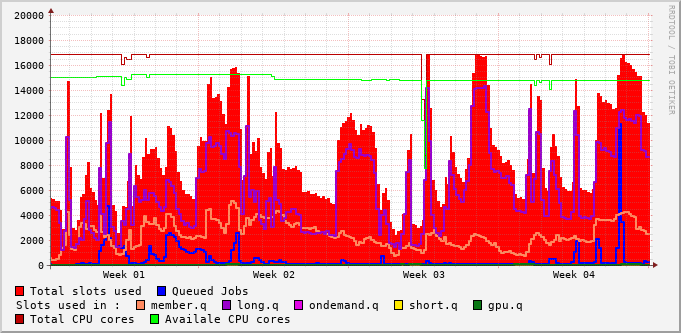 20000
18000
16000
14000
12000
10000
8000
6000
4000
2000
0
Week 01 Week 02 Week 03 Week 04
RRDTOOL / TOBI OETIKER
Total slots used Queued Jobs
Slots used in : member.q long.q ondemand.q short.q gpu.q
Total CPU cores Availale CPU cores